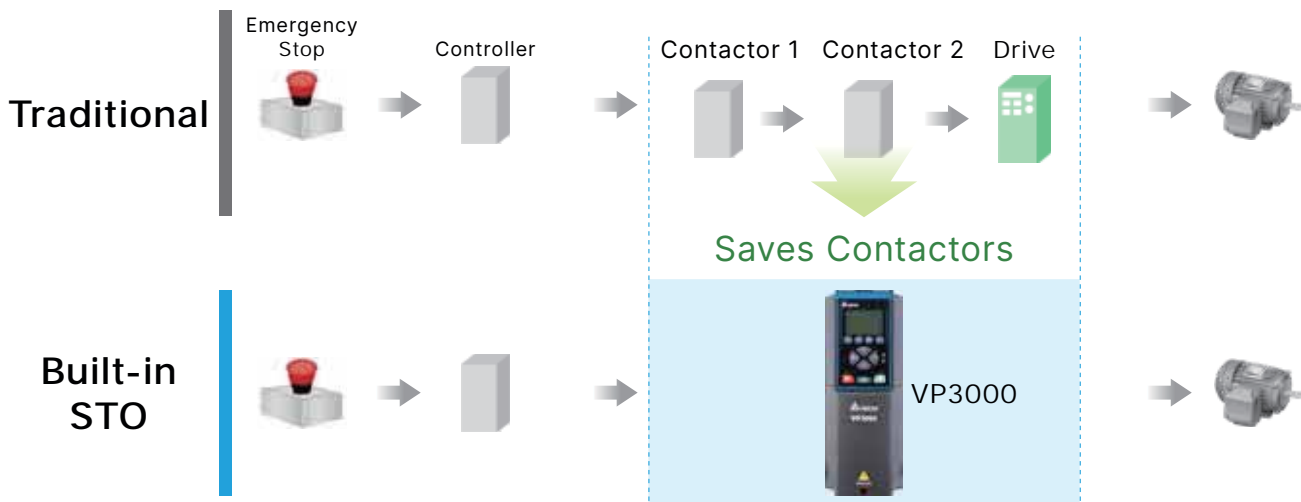 Emergency
Stop
Controller
Contactor 1
Contactor 2
Drive
Traditional
Saves Contactors
Built-in
STO
VP3000